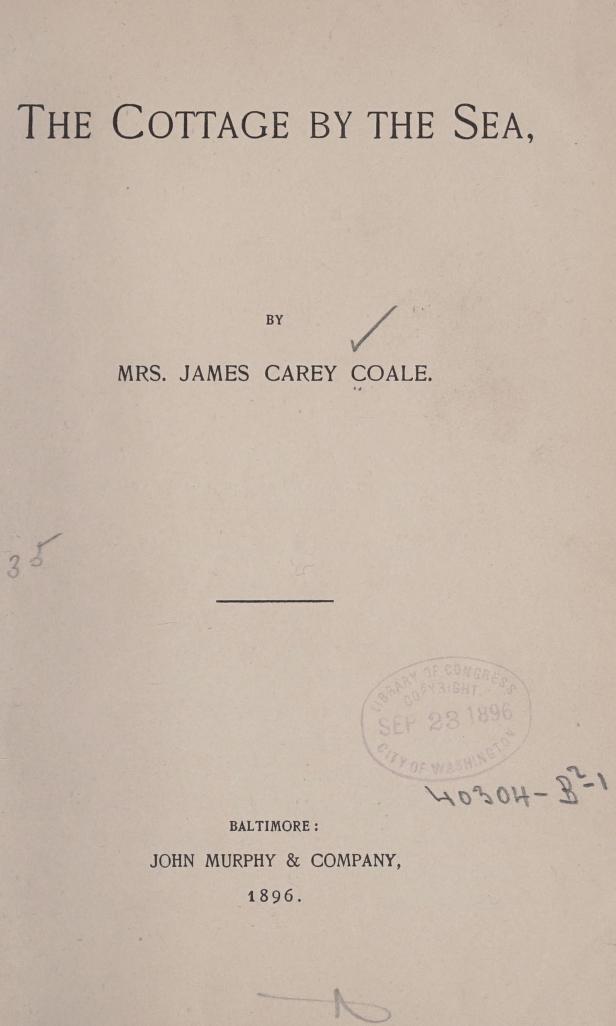 THE COTTAGE BY THE SEA,
BY
MRS. JAMES CAREY COALE.
35
LIBRARY OF CONGRESS
COPYRIGHT.
SEP 23 1896
CITY OF WASHINGTON
40304-B²-1
BALTIMORE:
JOHN MURPHY & COMPANY,
1896.